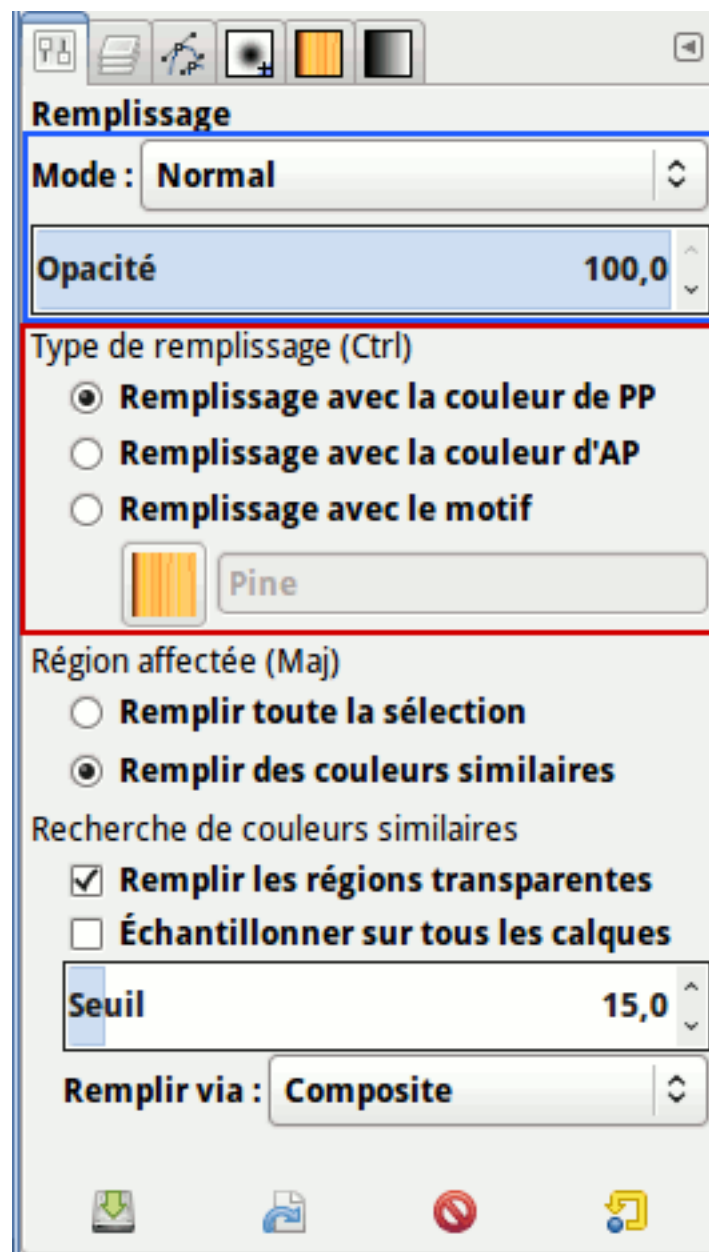 Remplissage
Mode : Normal
Opacité 100,0
Type de remplissage (Ctrl)
Remplissage avec la couleur de PP
Remplissage avec la couleur d'AP
Remplissage avec le motif
Pine
Région affectée (Maj)
Remplir toute la sélection
Remplir des couleurs similaires
Recherche de couleurs similaires
Remplir les régions transparentes
Échantillonner sur tous les calques
Seuil 15,0
Remplir via : Composite